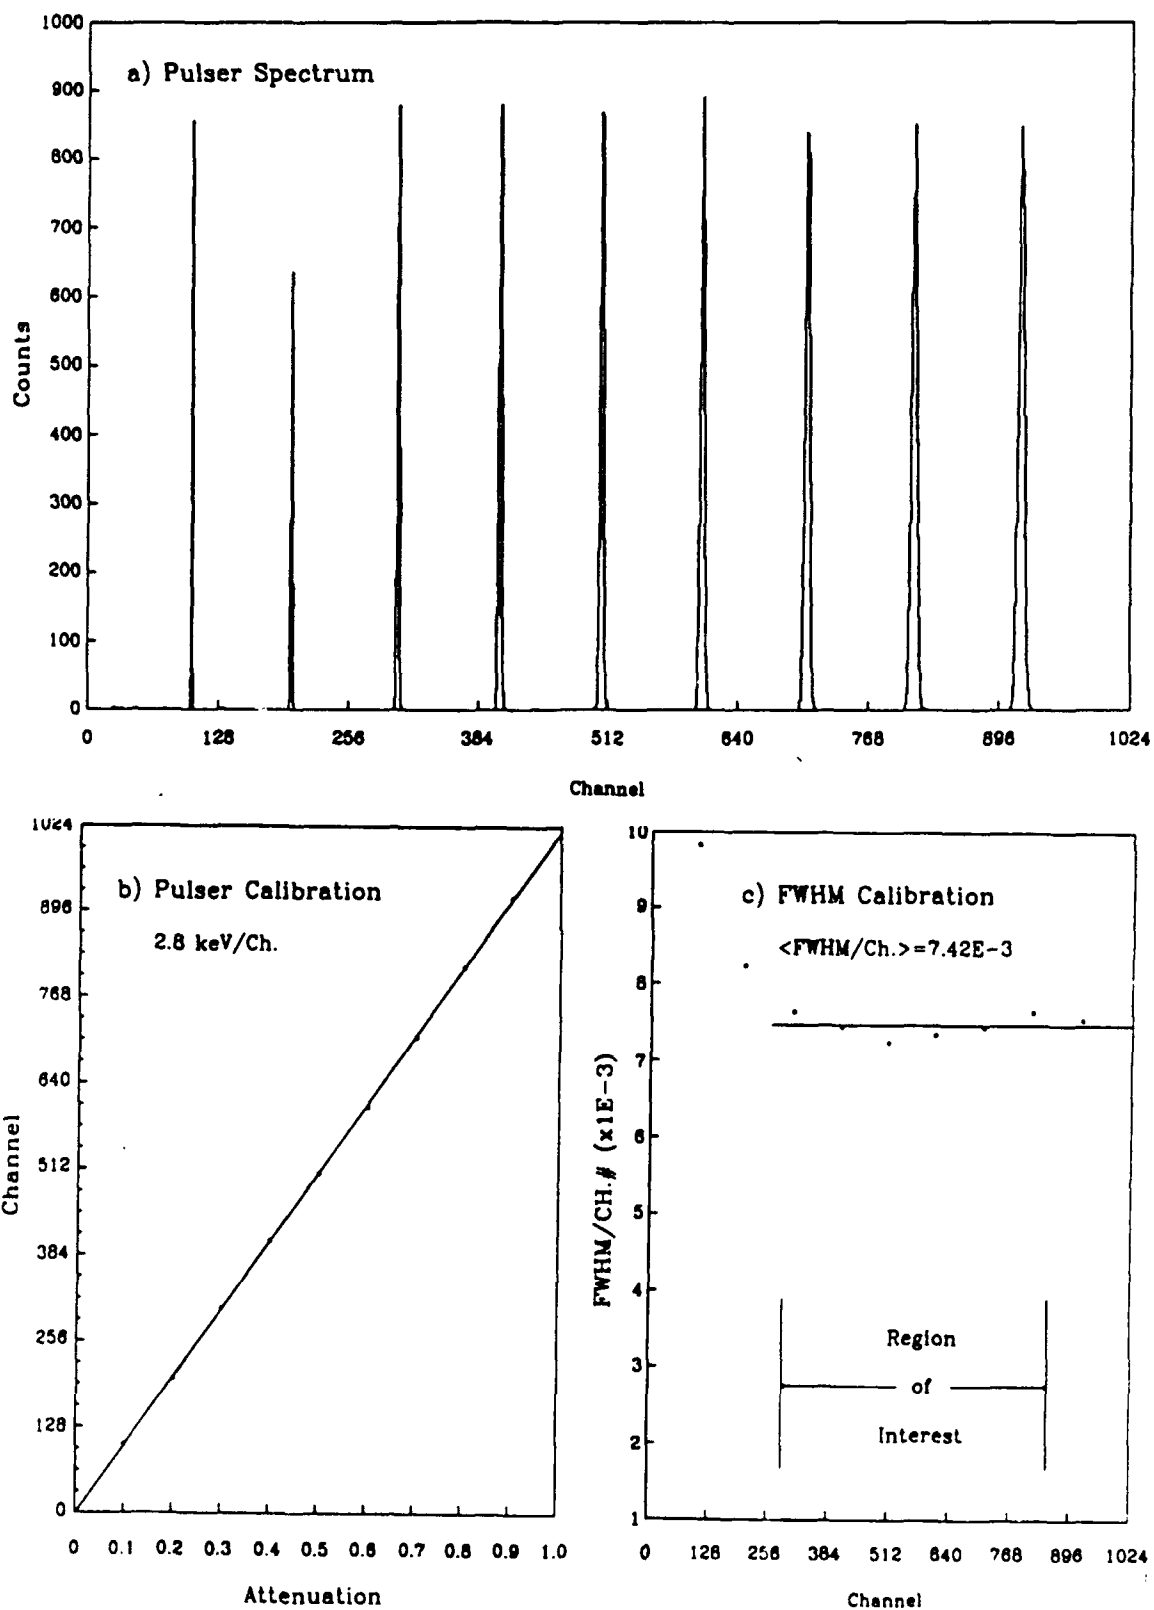 1000
a) Pulser Spectrum
900
800
700
600
500
400
300
200
100
0
Counts
0 128 256 384 512 640 768 896 1024
Channel
1024
b) Pulser Calibration
896
2.8 keV/Ch.
768
640
512
384
256
128
0
Channel
0 0.1 0.2 0.3 0.4 0.5 0.6 0.7 0.8 0.9 1.0
Attenuation
10
c) FWHM Calibration
9
<FWHM/Ch.>=7.42E-3
8
7
6
5
4
3
2
1
FWHM/CH.# (x1E-3)
Region
of
Interest
0 128 256 384 512 640 768 896 1024
Channel